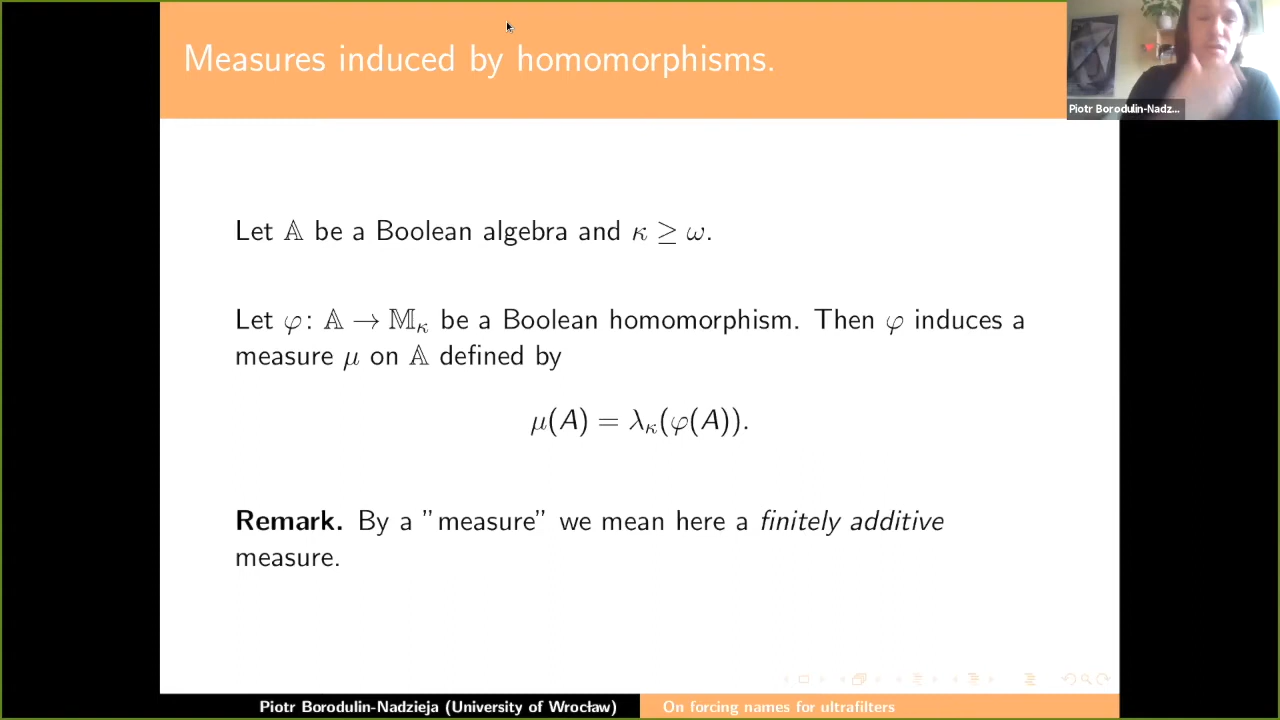 Measures induced by homomorphisms.
Piotr Borodulin-Nadz...
Let 𝔸 be a Boolean algebra and κ ≥ ω.
Let φ: 𝔸 → 𝕄κ be a Boolean homomorphism. Then φ induces a
measure μ on 𝔸 defined by
μ(A) = λκ(φ(A)).
Remark. By a ”measure” we mean here a finitely additive
measure.
Piotr Borodulin-Nadzieja (University of Wrocław)
On forcing names for ultrafilters